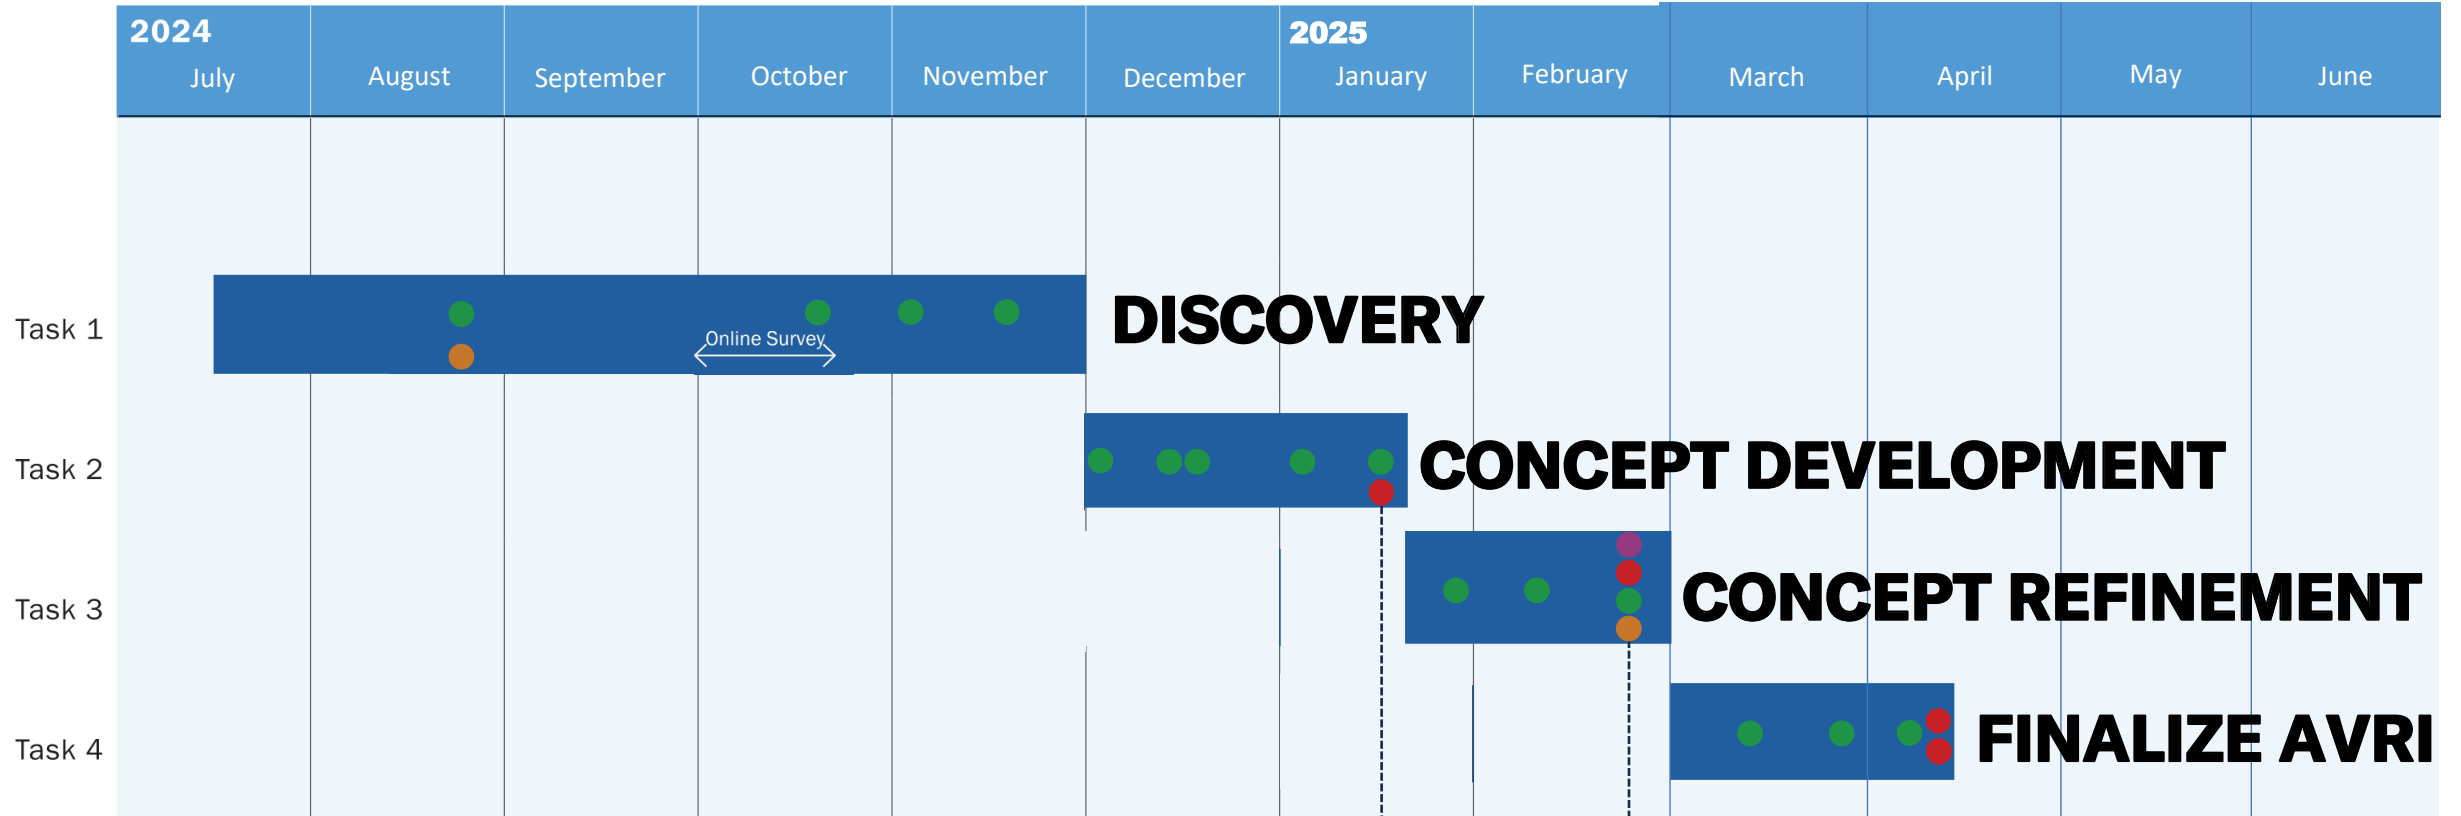 2024
2025
July August September October November December January February March April May June
Task 1
DISCOVERY
Online Survey
Task 2
CONCEPT DEVELOPMENT
Task 3
CONCEPT REFINEMENT
Task 4
FINALIZE AVRI